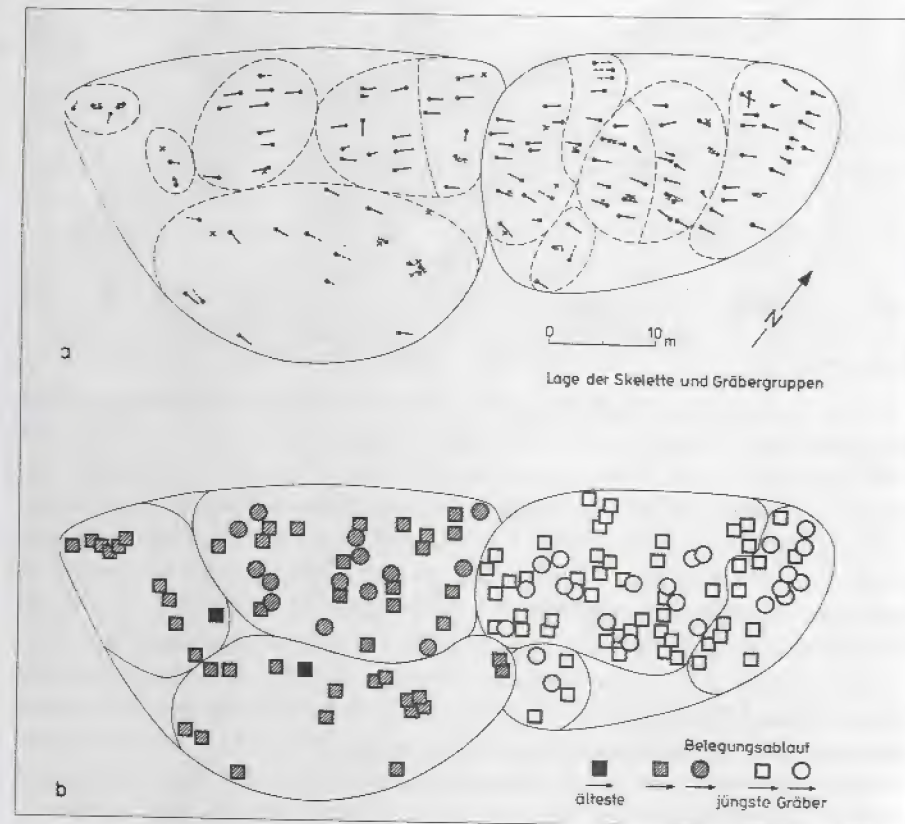 a
0 10 m
N
Lage der Skelette und Gräbergruppen
b
Belegungsablauf
älteste jüngste Gräber